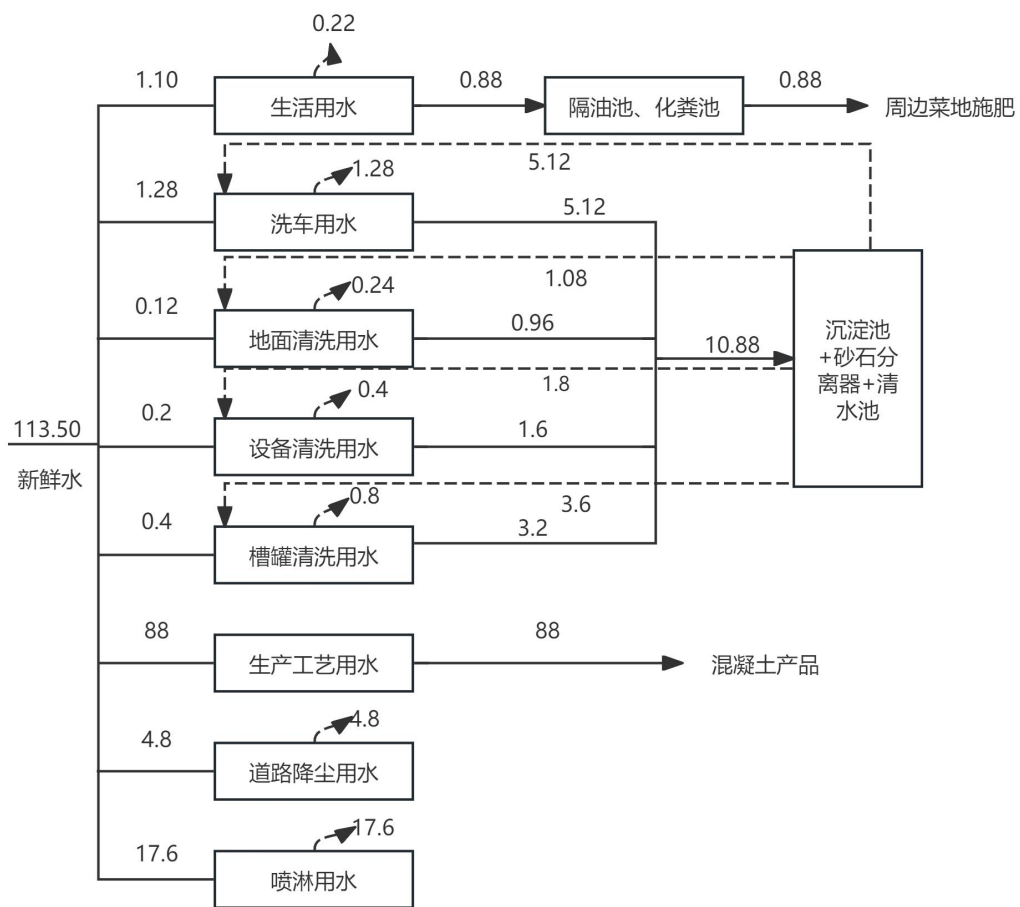 0.22
1.10
生活用水
0.88
隔油池、化粪池
0.88
周边菜地施肥
5.12
1.28
1.28
洗车用水
5.12
1.08
0.12
0.24
地面清洗用水
0.96
10.88
沉淀池
+砂石分
离器+清
水池
1.8
0.2
0.4
设备清洗用水
1.6
113.50
新鲜水
3.6
0.4
0.8
槽罐清洗用水
3.2
88
生产工艺用水
88
混凝土产品
4.8
4.8
道路降尘用水
17.6
17.6
喷淋用水